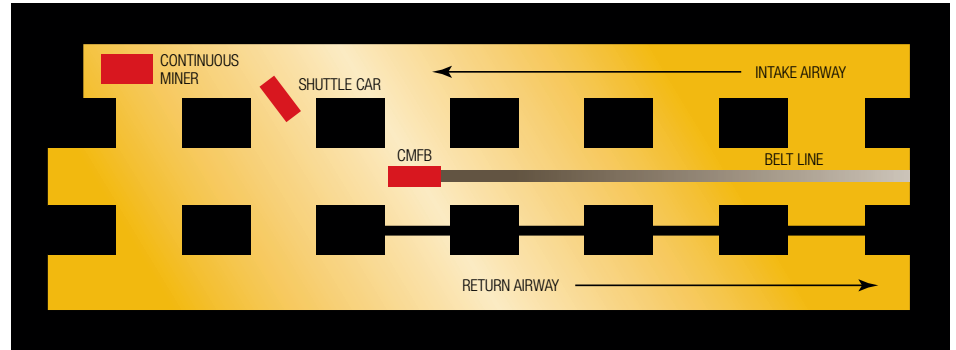 CONTINUOUS
MINER
SHUTTLE CAR
INTAKE AIRWAY
CMFB
BELT LINE
RETURN AIRWAY